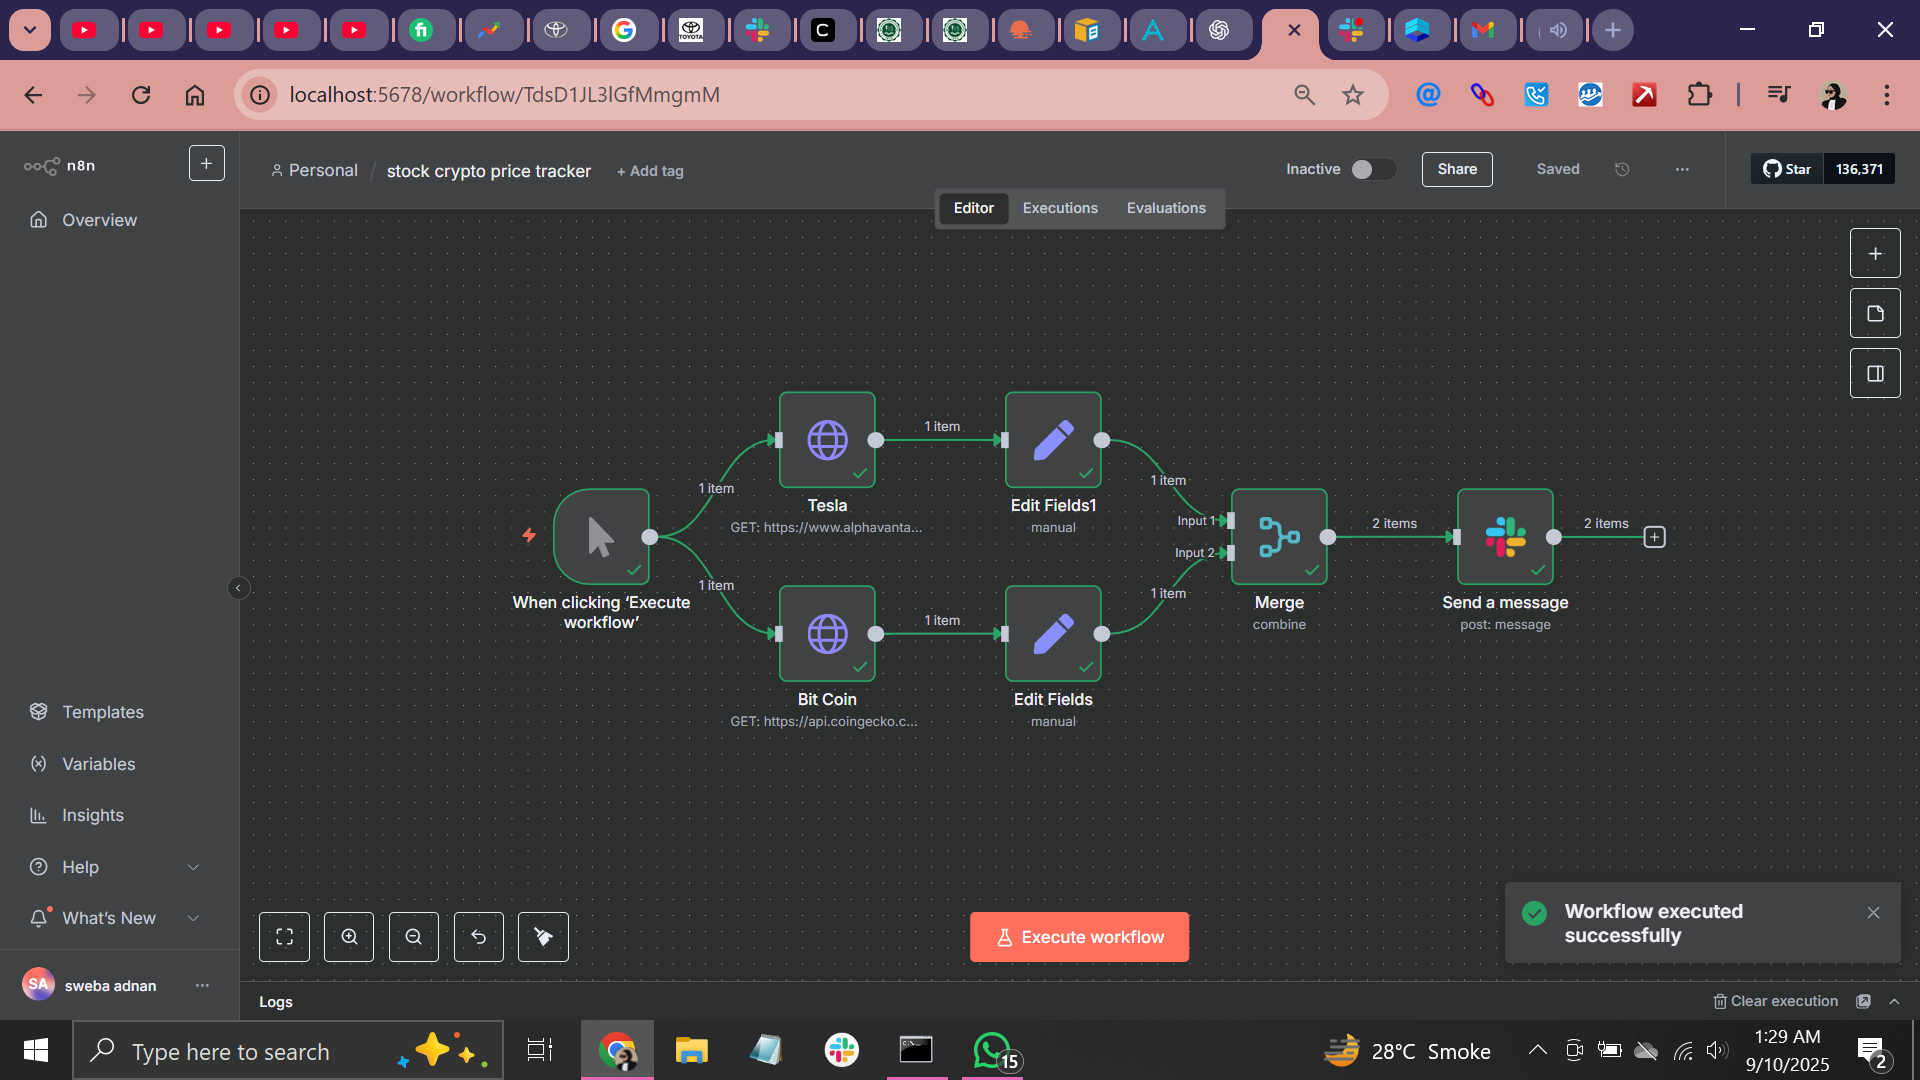 localhost:5678/workflow/TdsD1JL3lGfMmgmM
n8n
Personal / stock crypto price tracker + Add tag
Inactive
Share
Saved
Star 136,371
Editor Executions Evaluations
Overview
1 item
1 item
1 item
Tesla
GET: https://www.alphavanta...
Edit Fields1
manual
1 item
Input 1
2 items
2 items
Input 2
1 item
1 item
When clicking ‘Execute
workflow’
Merge
combine
Send a message
post: message
1 item
Bit Coin
GET: https://api.coingecko.c...
Edit Fields
manual
Templates
Variables
Insights
Help
What's New
Execute workflow
Workflow executed
successfully
SA sweba adnan
Logs
Clear execution
Type here to search
15
28°C Smoke
1:29 AM
9/10/2025
2